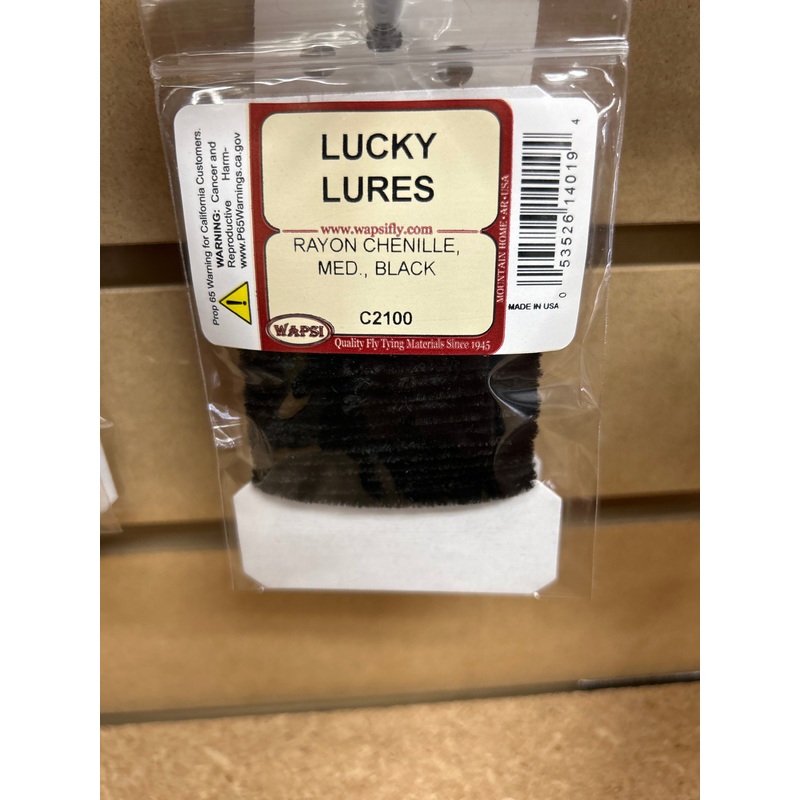 LUCKY
LURES
www.wapsifly.com
RAYON CHENILLE,
MED., BLACK
C2100
WAPSI
Quality Fly Tying Materials Since 1945
Prop 65 Warning for California Customers.
WARNING: Cancer and
Reproductive Harm-
www.P65Warnings.ca.gov
MOUNTAIN HOME • AR • USA
0 53526 14019 4
MADE IN USA